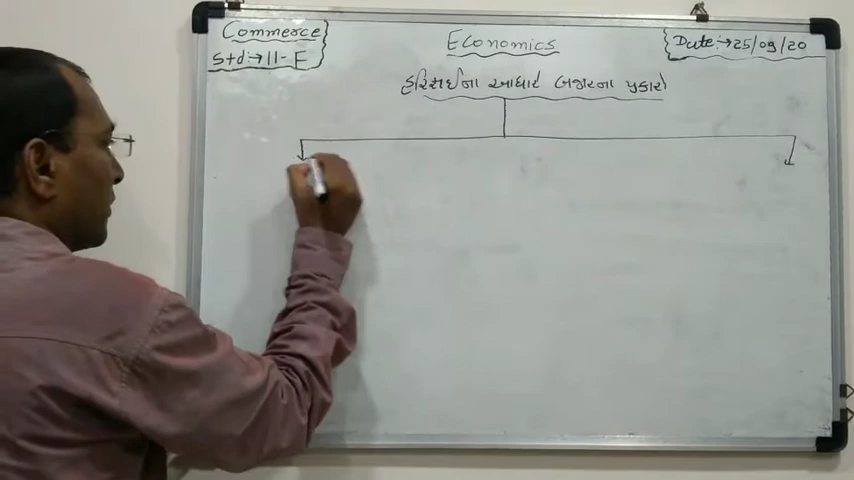 Commerce
Std:→11-E
Economics
Date:→25/09/20
હરિફાઈના આધારે બજારના પ્રકારો